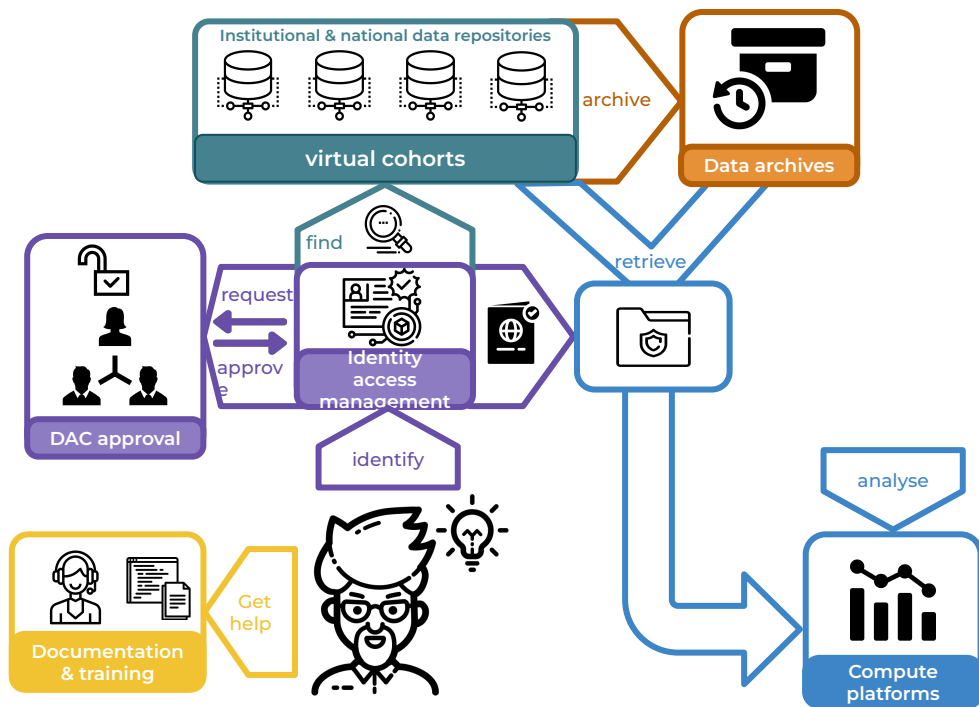 Institutional & national data repositories
virtual cohorts
archive
Data archives
find
retrieve
request
approv
e
Identity
access
management
DAC approval
identify
analyse
Get
help
Documentation
& training
Compute
platforms